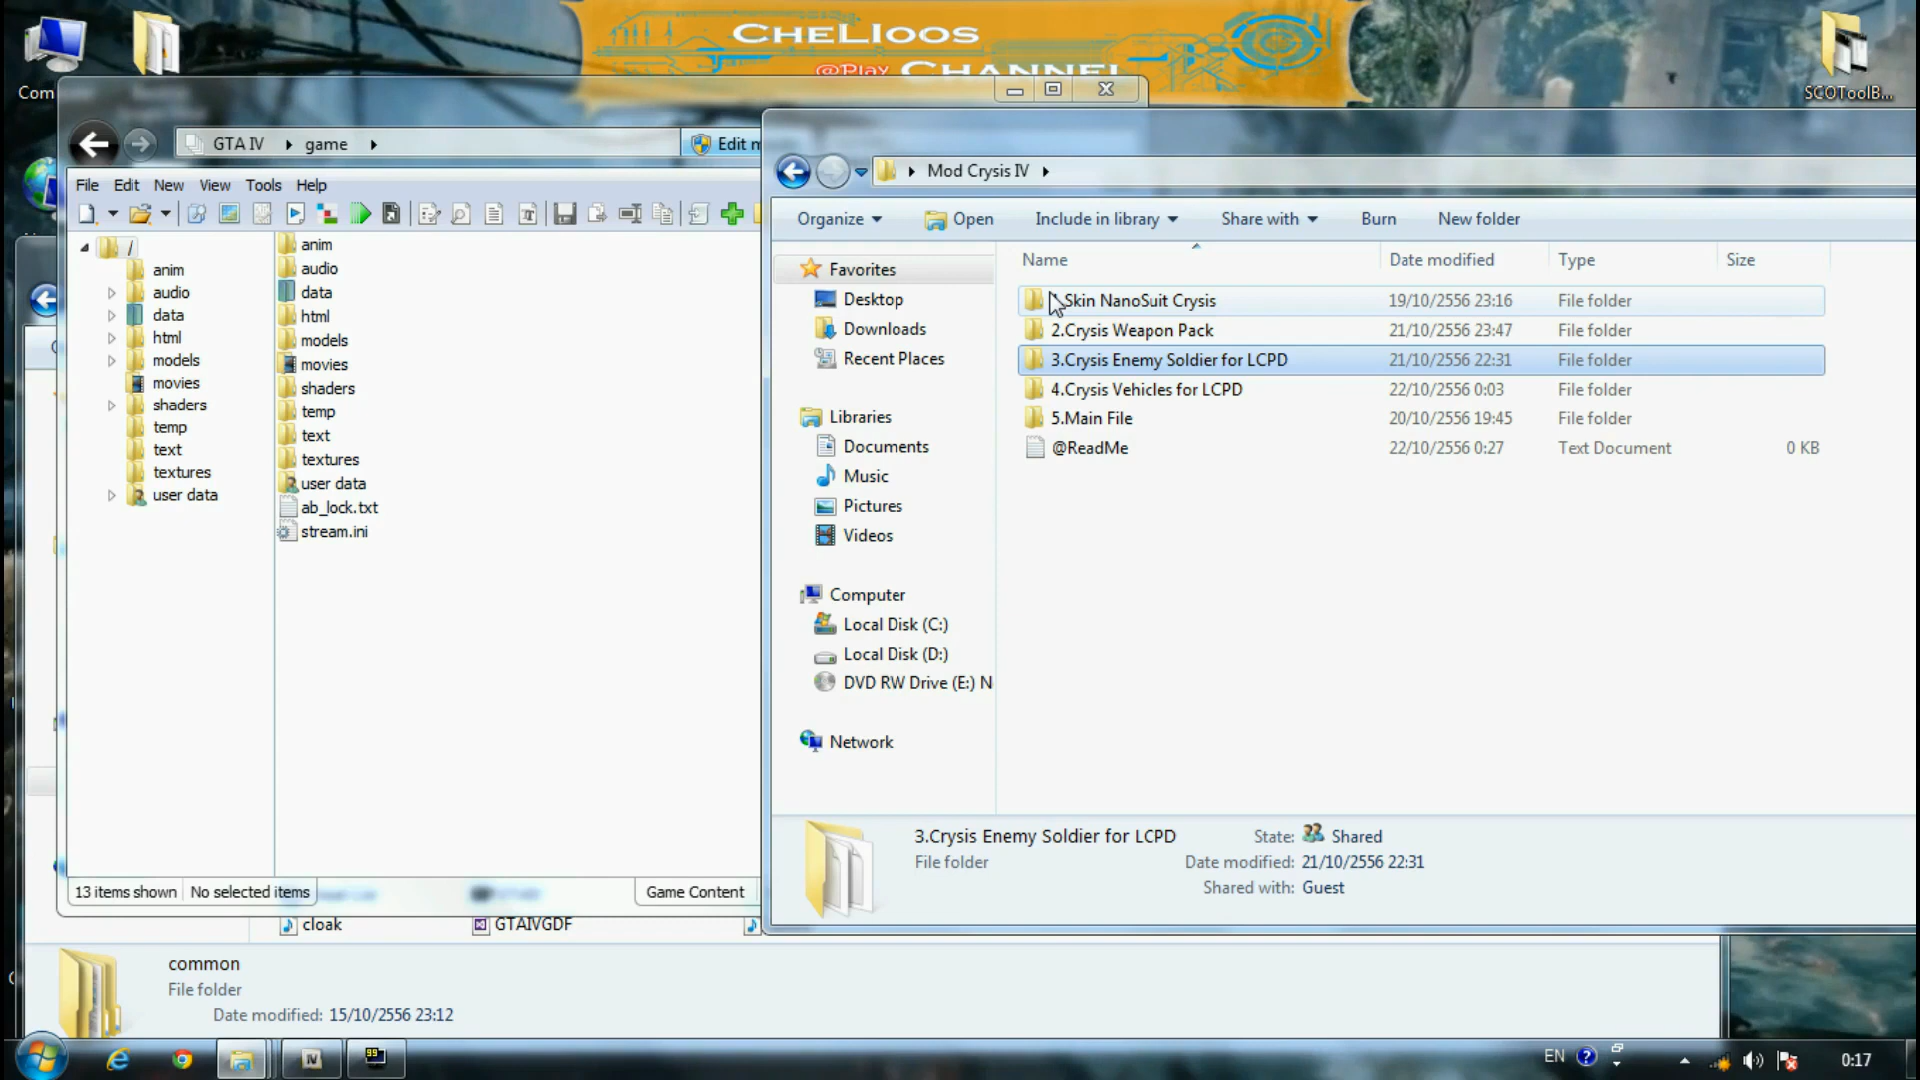 CHELIOOS
@Play CHANNEL
Com
SCOToolB...
GTA IV
game
Edit m
File Edit New View Tools Help
/
anim
audio
data
html
models
movies
shaders
temp
text
textures
user data
anim
audio
data
html
models
movies
shaders
temp
text
textures
user data
ab_lock.txt
stream.ini
13 items shown
No selected items
Game Content
cloak
GTAIVGDF
common
File folder
Date modified: 15/10/2556 23:12
Mod Crysis IV
Organize
Open
Include in library
Share with
Burn
New folder
Favorites
Desktop
Downloads
Recent Places
Libraries
Documents
Music
Pictures
Videos
Computer
Local Disk (C:)
Local Disk (D:)
DVD RW Drive (E:) N
Network
Name Date modified Type Size
Skin NanoSuit Crysis 19/10/2556 23:16 File folder
2.Crysis Weapon Pack 21/10/2556 23:47 File folder
3.Crysis Enemy Soldier for LCPD 21/10/2556 22:31 File folder
4.Crysis Vehicles for LCPD 22/10/2556 0:03 File folder
5.Main File 20/10/2556 19:45 File folder
@ReadMe 22/10/2556 0:27 Text Document 0 KB
3.Crysis Enemy Soldier for LCPD
File folder
State: Shared
Date modified: 21/10/2556 22:31
Shared with: Guest
IV
99
EN
0:17